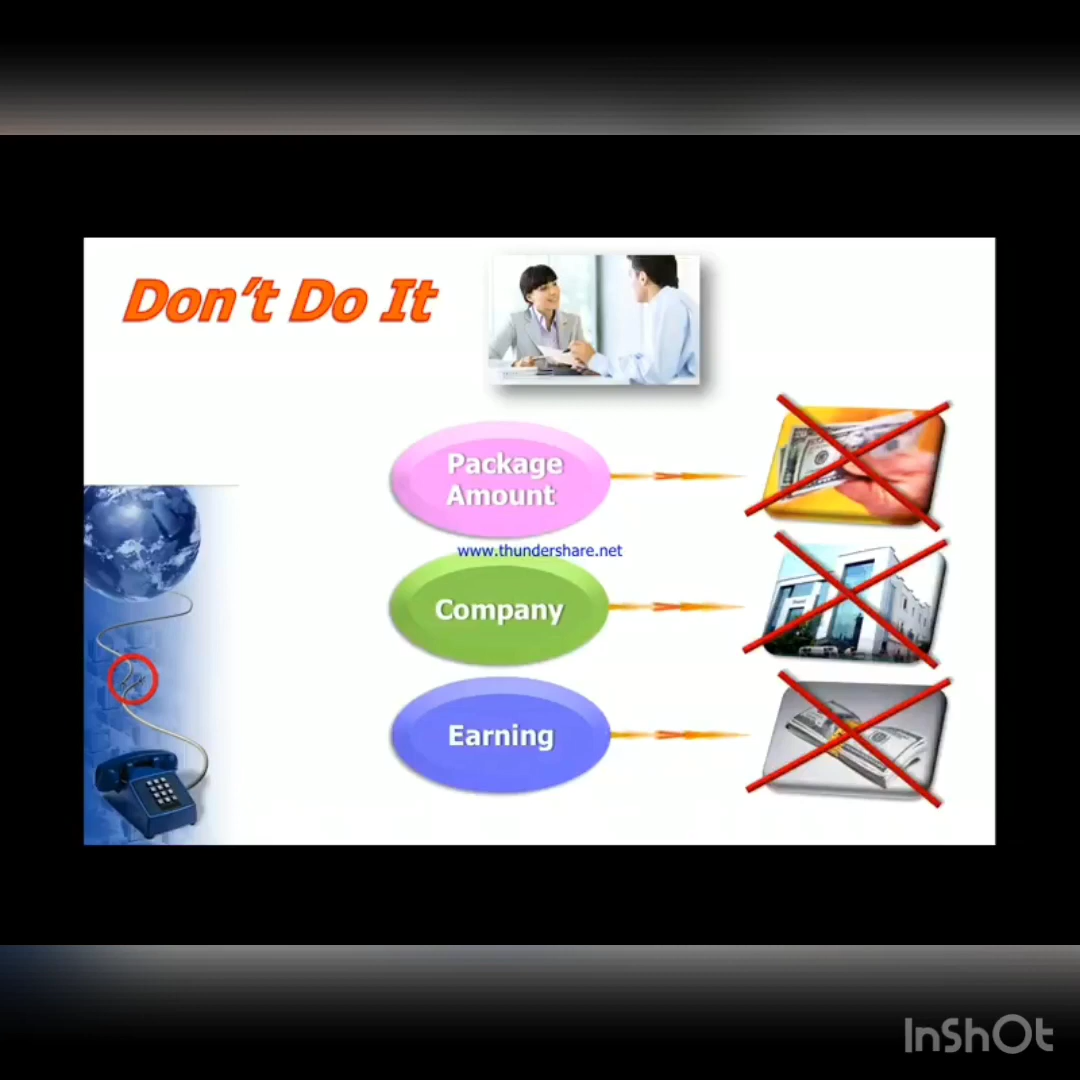 Don't Do It
Package
Amount
www.thundershare.net
Company
Earning
InShOt